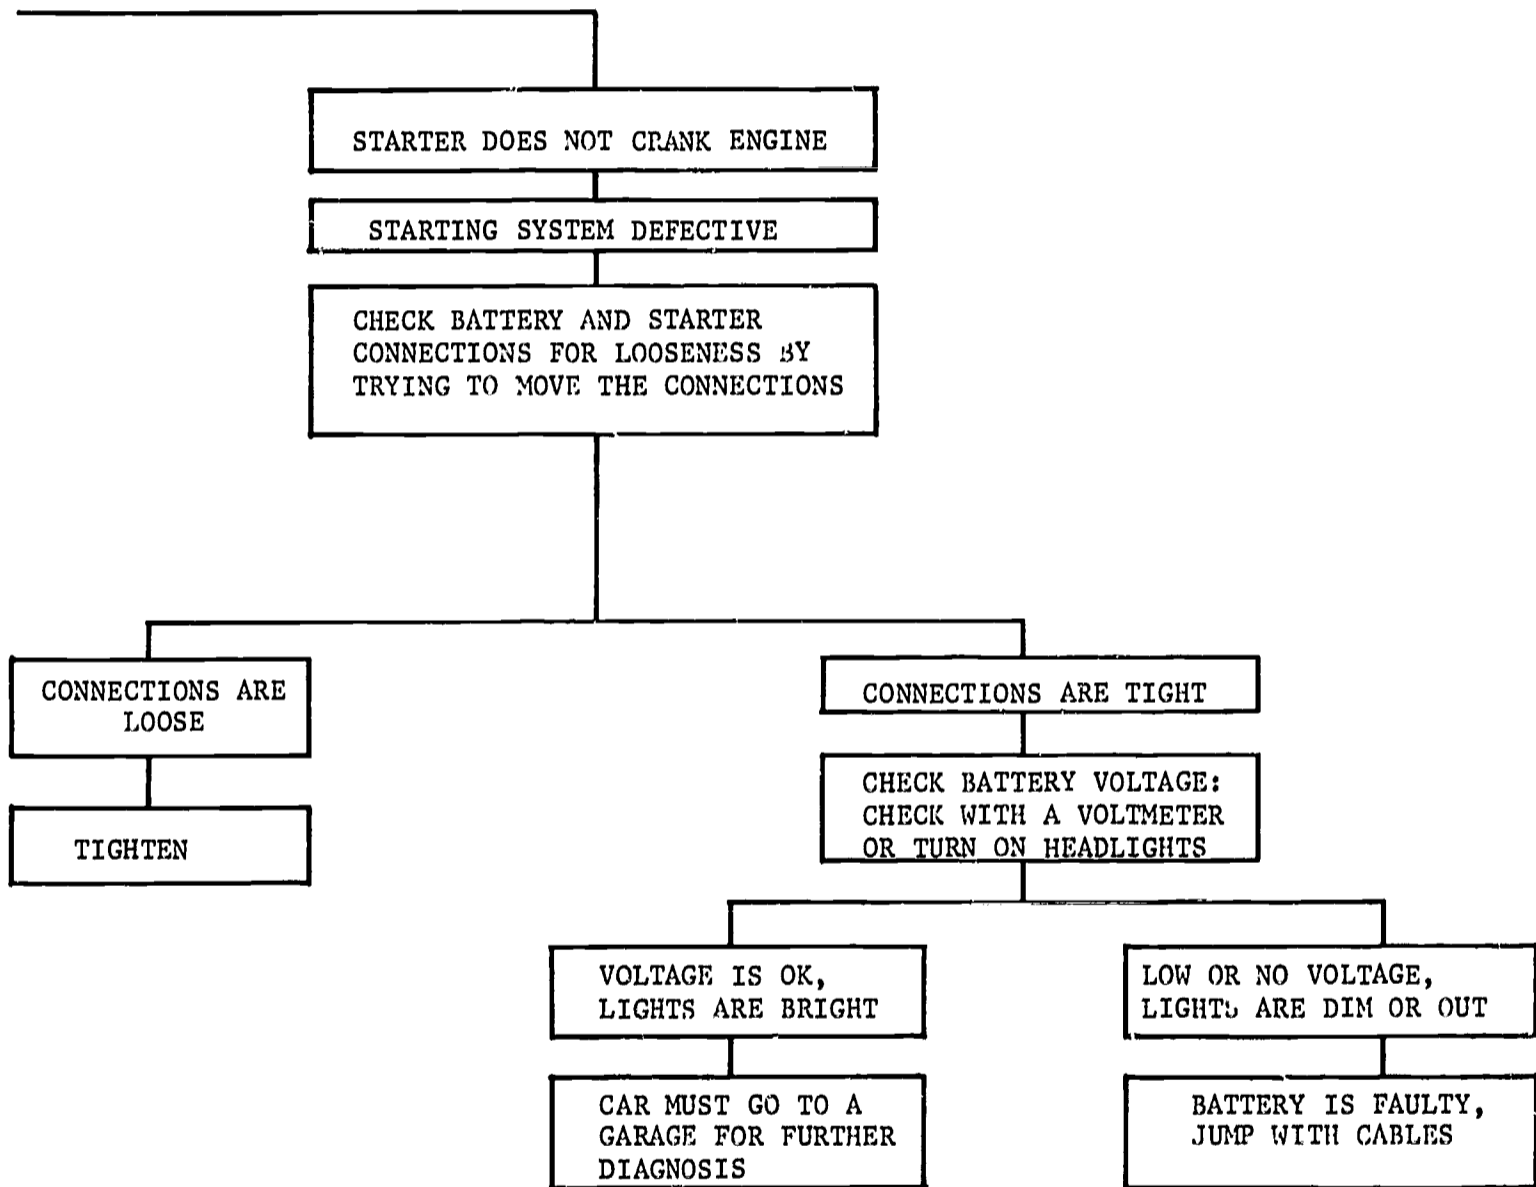 STARTER DOES NOT CRANK ENGINE
STARTING SYSTEM DEFECTIVE
CHECK BATTERY AND STARTER
CONNECTIONS FOR LOOSENESS BY
TRYING TO MOVE THE CONNECTIONS
CONNECTIONS ARE
LOOSE
TIGHTEN
CONNECTIONS ARE TIGHT
CHECK BATTERY VOLTAGE:
CHECK WITH A VOLTMETER
OR TURN ON HEADLIGHTS
VOLTAGE IS OK,
LIGHTS ARE BRIGHT
CAR MUST GO TO A
GARAGE FOR FURTHER
DIAGNOSIS
LOW OR NO VOLTAGE,
LIGHTS ARE DIM OR OUT
BATTERY IS FAULTY,
JUMP WITH CABLES